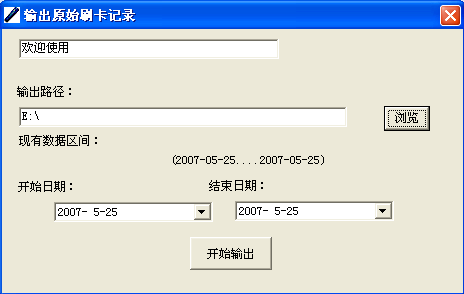 输出原始刷卡记录
欢迎使用
输出路径：
E:\
浏览
现有数据区间：
(2007-05-25....2007-05-25)
开始日期：
结束日期：
2007- 5-25
2007- 5-25
开始输出